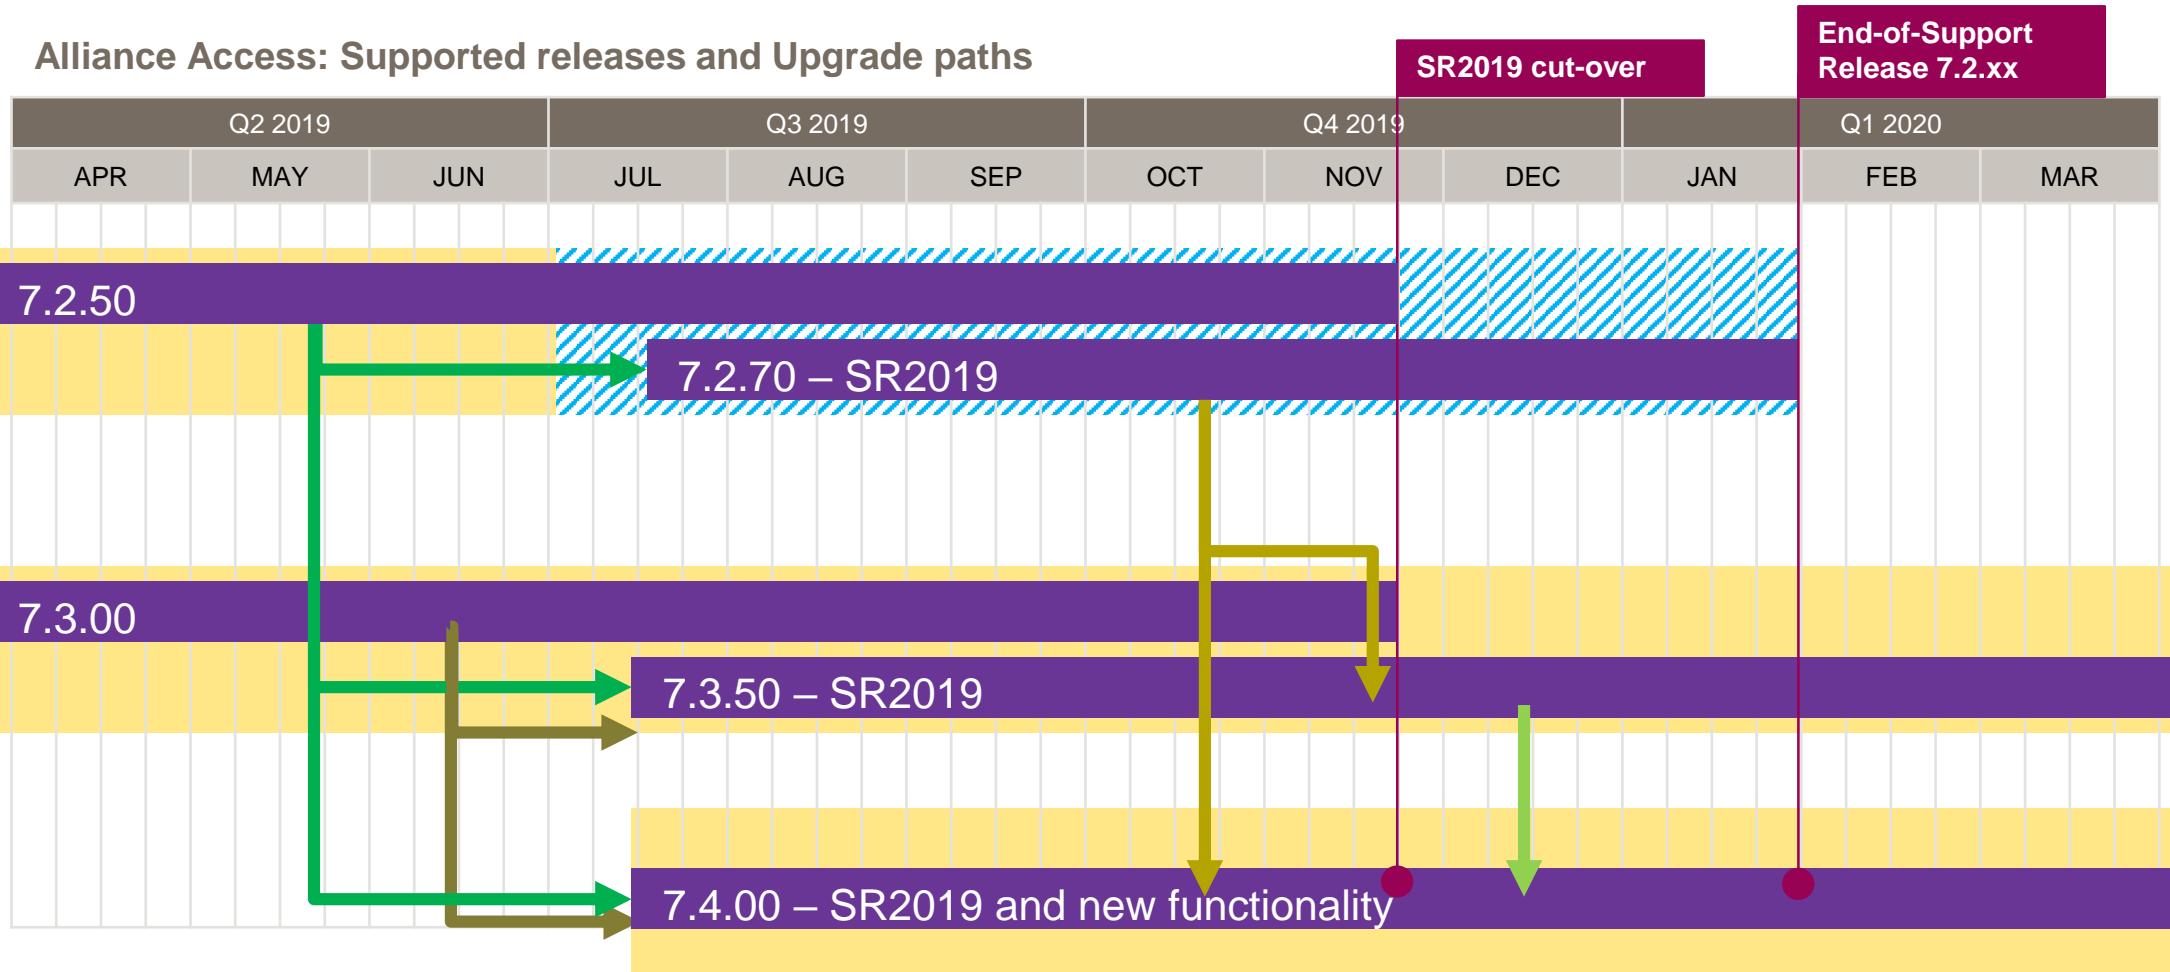 Alliance Access: Supported releases and Upgrade paths
SR2019 cut-over
End-of-Support
Release 7.2.xx
Q2 2019
Q3 2019
Q4 2019
Q1 2020
APR
MAY
JUN
JUL
AUG
SEP
OCT
NOV
DEC
JAN
FEB
MAR
7.2.50
7.2.70 – SR2019
7.3.00
7.3.50 – SR2019
7.4.00 – SR2019 and new functionality